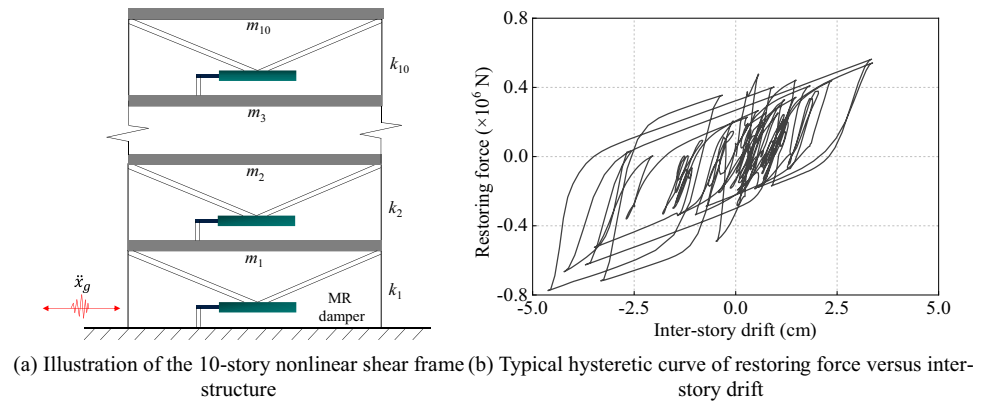 m10
k10
m3
m2
k2
m1
ẍg
k1
MR
damper
(a) Illustration of the 10-story nonlinear shear frame
structure
0.8
0.4
0.0
-0.4
-0.8
Restoring force (×10⁶ N)
-5.0 -2.5 0.0 2.5 5.0
Inter-story drift (cm)
(b) Typical hysteretic curve of restoring force versus inter-
story drift